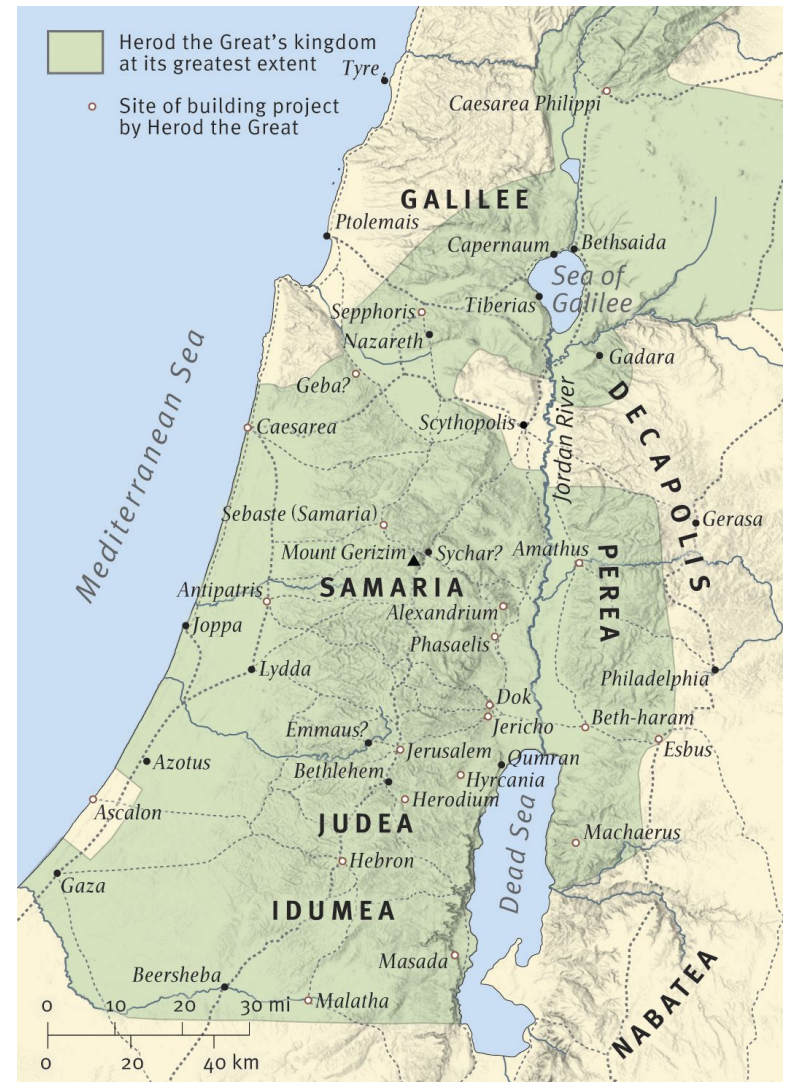 Herod the Great's kingdom
at its greatest extent
Site of building project
by Herod the Great
Tyre
Caesarea Philippi
GALILEE
Ptolemais
Capernaum
Bethsaida
Sea of
Galilee
Sepphoris
Tiberias
Nazareth
Gadara
Geba?
DECAPOLIS
Mediterranean Sea
Caesarea
Scythopolis
Jordan River
Sebaste (Samaria)
Gerasa
Mount Gerizim
Sychar?
Amathus
PEREA
SAMARIA
Antipatris
Alexandrium
Joppa
Phasaelis
Lydda
Philadelphia
Dok
Jericho
Beth-haram
Emmaus?
Jerusalem
Esbus
Azotus
Qumran
Bethlehem
Hyrcania
Herodium
Ascalon
JUDEA
Machaerus
Dead Sea
Hebron
Gaza
IDUMEA
Masada
NABATEA
Beersheba
Malatha
0 10 20 30 mi
0 20 40 km